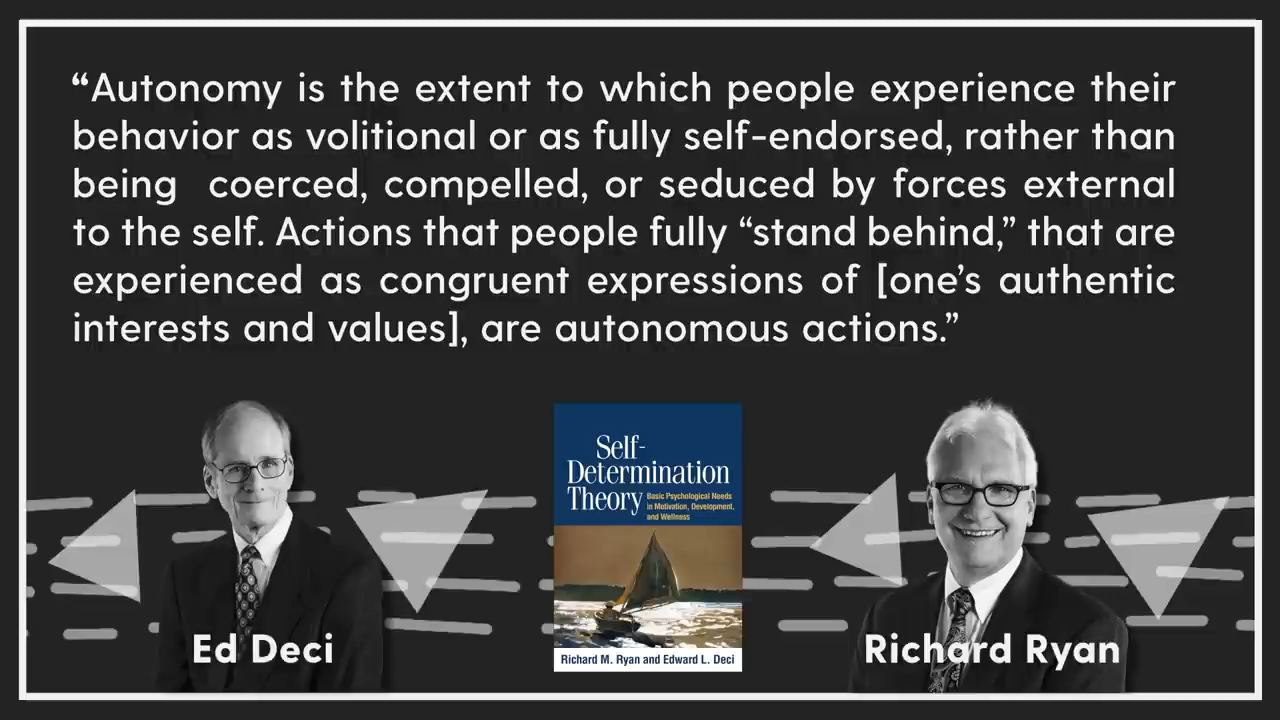 “Autonomy is the extent to which people experience their
behavior as volitional or as fully self-endorsed, rather than
being coerced, compelled, or seduced by forces external
to the self. Actions that people fully “stand behind,” that are
experienced as congruent expressions of [one’s authentic
interests and values], are autonomous actions.”
Self-
Determination
Theory
Basic Psychological Needs
in Motivation, Development,
and Wellness
Richard M. Ryan and Edward L. Deci
Ed Deci
Richard Ryan